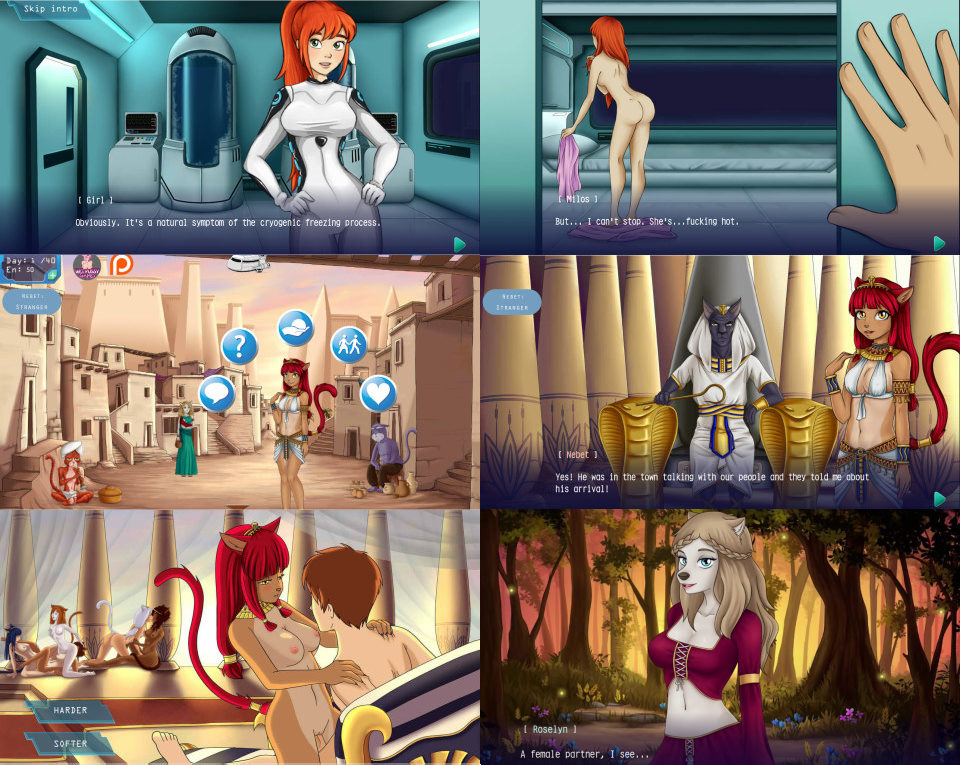 Skip intro
[ Girl ]
Obviously. It's a natural symptom of the cryogenic freezing process.
[ Milos ]
But... I can't stop. She's...fucking hot.
Day: 1 /40
En: 50
Nebet:
Stranger
Nebet:
Stranger
[ Nebet ]
Yes! He was in the town talking with our people and they told me about
his arrival!
HARDER
SOFTER
[ Roselyn ]
A female partner, I see...